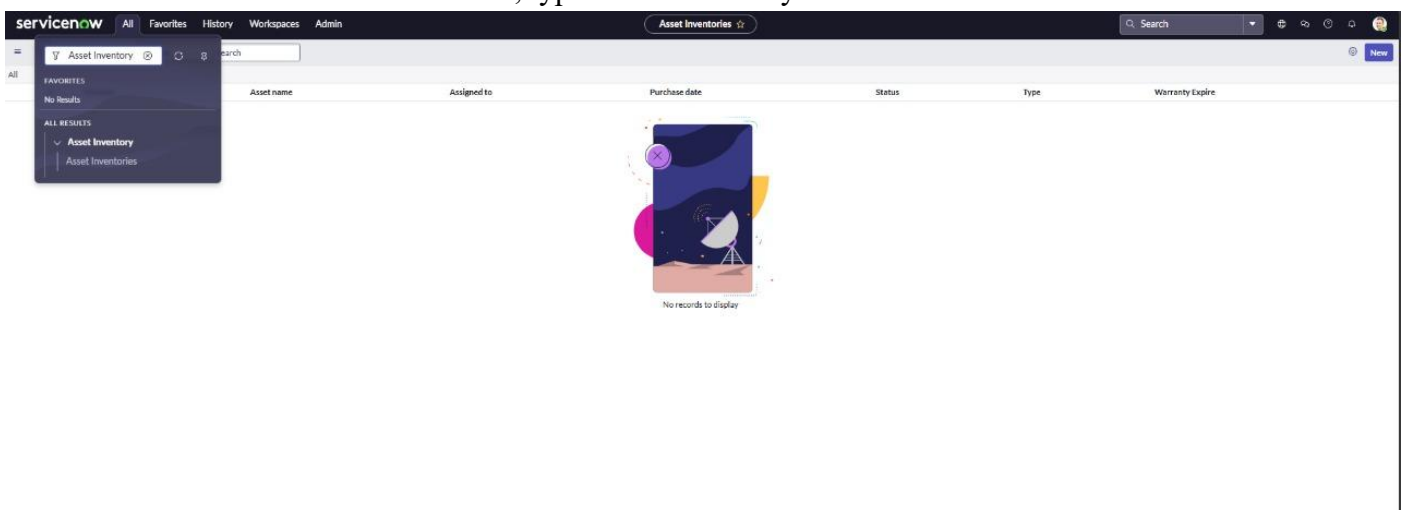 servicenow All Favorites History Workspaces Admin Asset Inventories Search
Asset Inventory earch New
All
FAVORITES
No Results
Asset name Assigned to Purchase date Status Type Warranty Expire
ALL RESULTS
Asset Inventory
Asset Inventories
No records to display